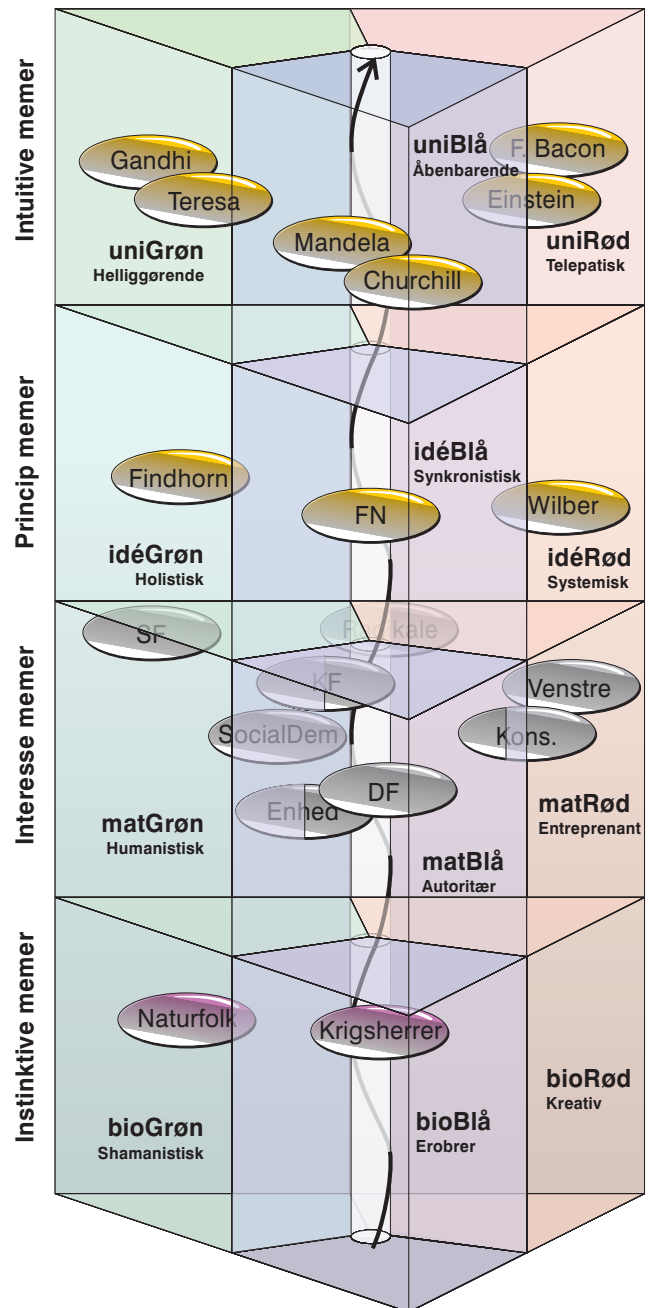 Intuitive memer
Gandhi
Teresa
uniGrøn
Helliggørende
Mandela
Churchill
uniBlå
Åbenbarende
F. Bacon
Einstein
uniRød
Telepatisk
Princip memer
Findhorn
idéGrøn
Holistisk
FN
idéBlå
Synkronistisk
Wilber
idéRød
Systemisk
Interesse memer
SF
KF
SocialDem
Enhed
DF
matGrøn
Humanistisk
matBlå
Autoritær
Venstre
Kons.
matRød
Entreprenant
Instinktive memer
Naturfolk
bioGrøn
Shamanistisk
Krigsherrer
bioBlå
Erobrer
bioRød
Kreativ